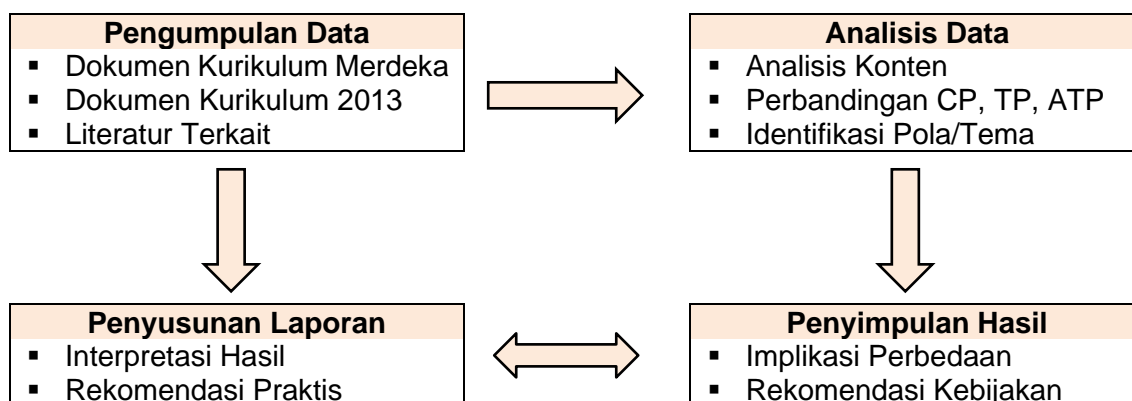 Pengumpulan Data
▪ Dokumen Kurikulum Merdeka
▪ Dokumen Kurikulum 2013
▪ Literatur Terkait
Analisis Data
▪ Analisis Konten
▪ Perbandingan CP, TP, ATP
▪ Identifikasi Pola/Tema
Penyusunan Laporan
▪ Interpretasi Hasil
▪ Rekomendasi Praktis
Penyimpulan Hasil
▪ Implikasi Perbedaan
▪ Rekomendasi Kebijakan